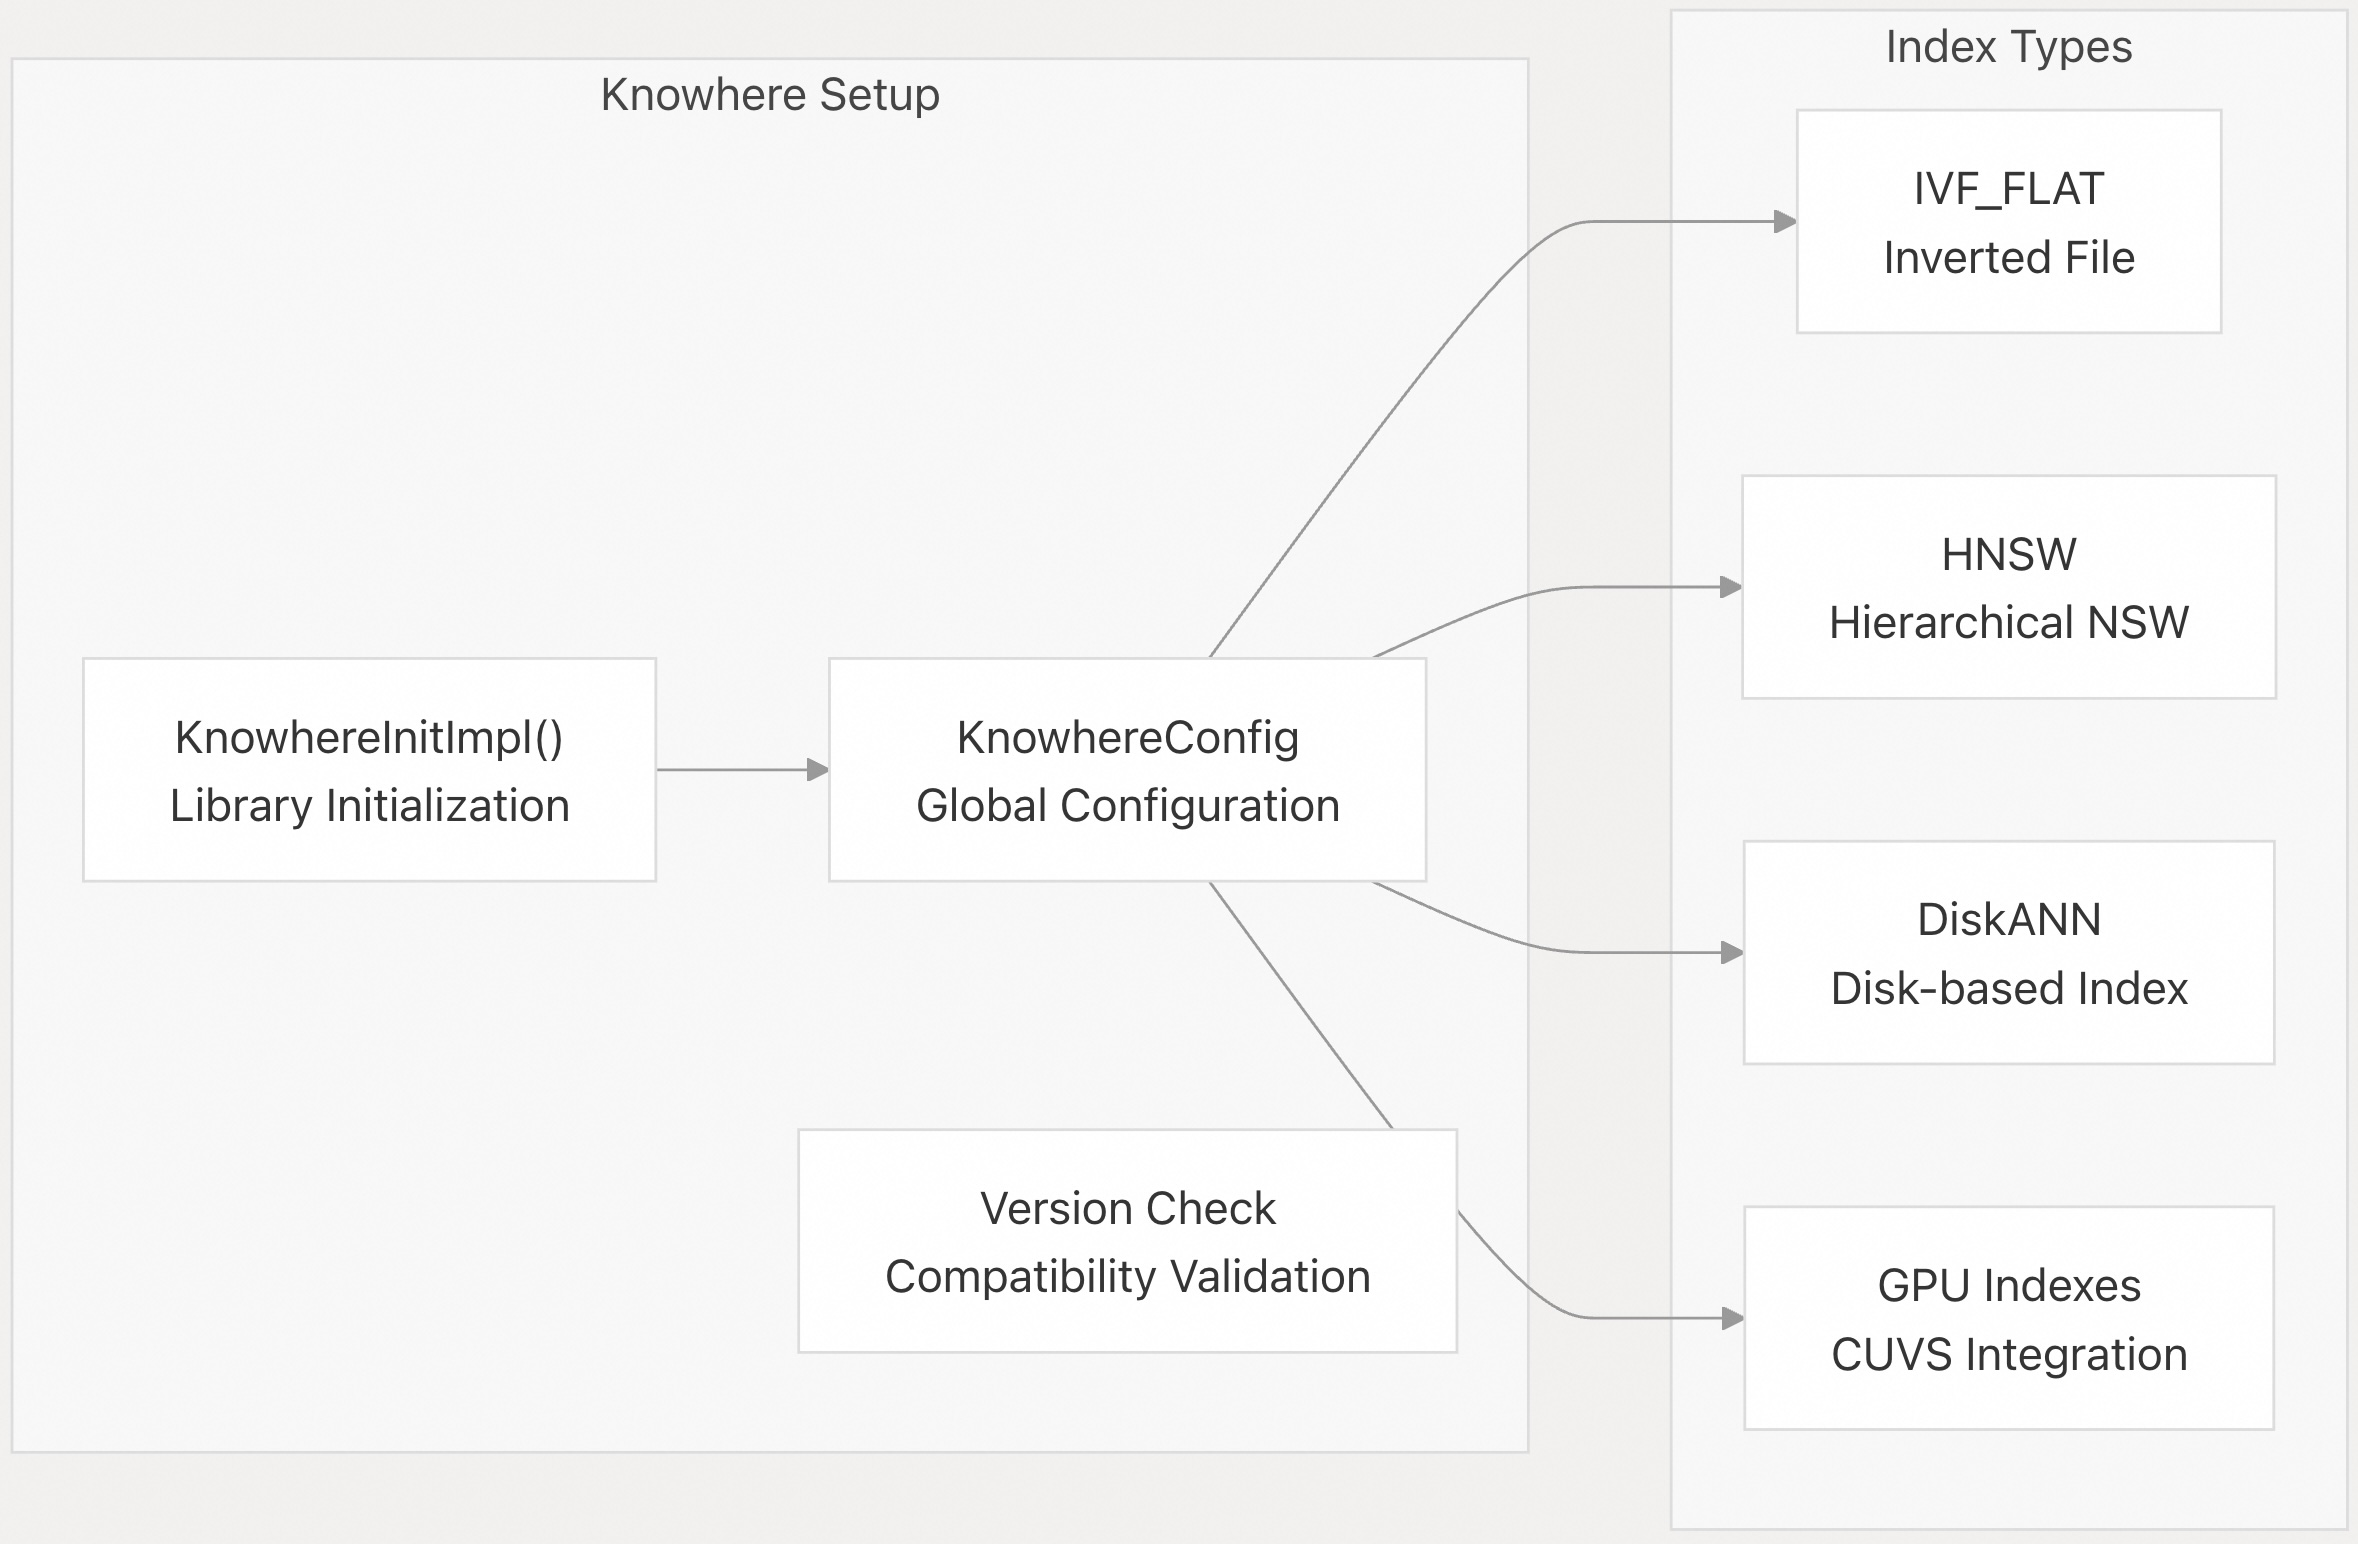 Knowhere Setup
KnowhereInitImpl()
Library Initialization
KnowhereConfig
Global Configuration
Version Check
Compatibility Validation
Index Types
IVF_FLAT
Inverted File
HNSW
Hierarchical NSW
DiskANN
Disk-based Index
GPU Indexes
CUVS Integration